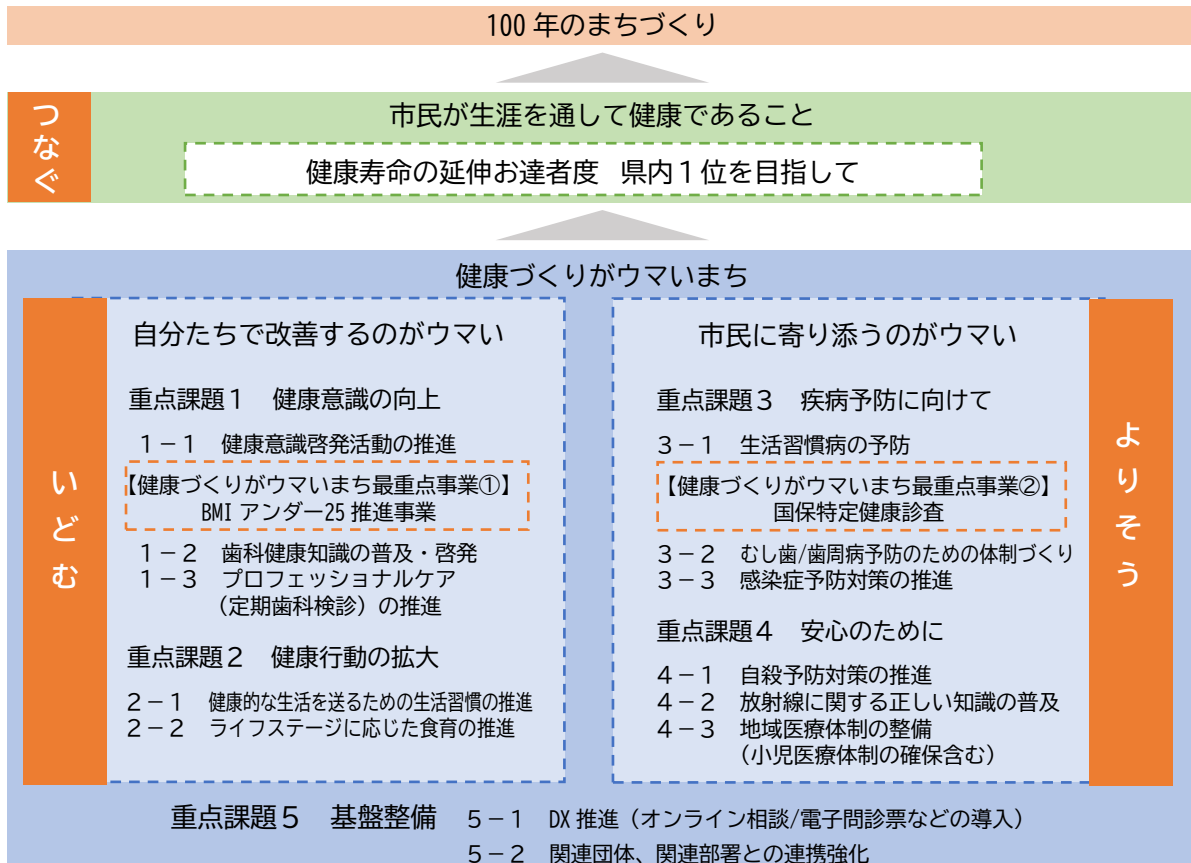 100 年のまちづくり
つなぐ
市民が生涯を通して健康であること
健康寿命の延伸お達者度 県内1位を目指して
健康づくりがウマいまち
いどむ
自分たちで改善するのがウマい
重点課題1 健康意識の向上
1-1 健康意識啓発活動の推進
【健康づくりがウマいまち最重点事業①】
BMI アンダー25 推進事業
1-2 歯科健康知識の普及・啓発
1-3 プロフェッショナルケア
(定期歯科検診)の推進
重点課題2 健康行動の拡大
2-1 健康的な生活を送るための生活習慣の推進
2-2 ライフステージに応じた食育の推進
市民に寄り添うのがウマい
重点課題3 疾病予防に向けて
3-1 生活習慣病の予防
【健康づくりがウマいまち最重点事業②】
国保特定健康診査
3-2 むし歯/歯周病予防のための体制づくり
3-3 感染症予防対策の推進
重点課題4 安心のために
4-1 自殺予防対策の推進
4-2 放射線に関する正しい知識の普及
4-3 地域医療体制の整備
(小児医療体制の確保含む)
よりそう
重点課題5 基盤整備 5-1 DX 推進(オンライン相談/電子問診票などの導入)
5-2 関連団体、関連部署との連携強化